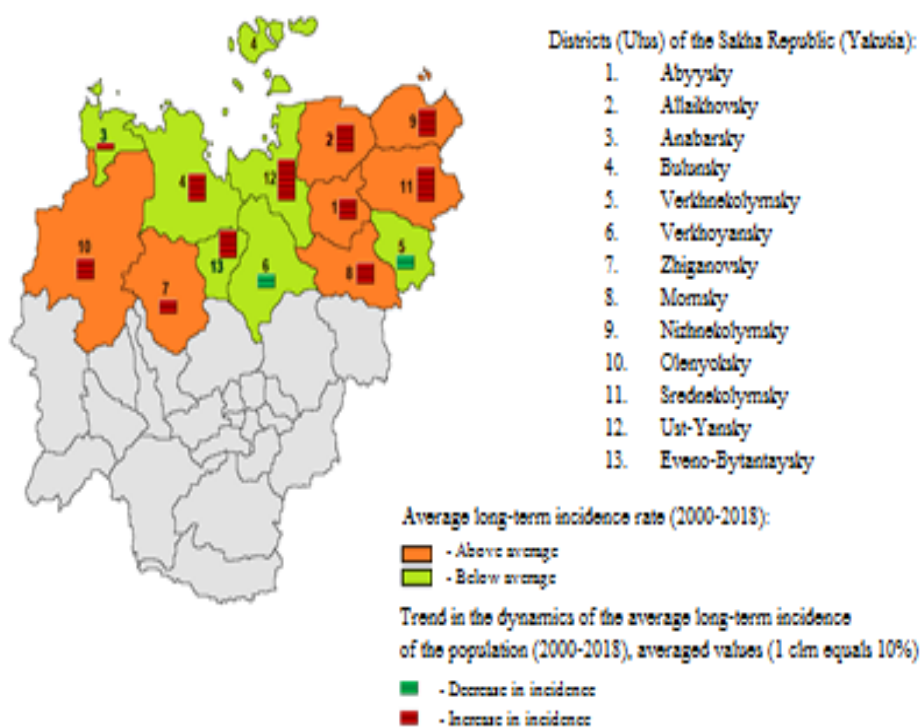 Districts (Ulus) of the Sakha Republic (Yakutia):
1. Abyysky
2. Allaikhovsky
3. Anabarsky
4. Bulunsky
5. Verkhnekolymsky
6. Verkhoyansky
7. Zhiganovsky
8. Momsky
9. Nizhnekolymsky
10. Olenyoksky
11. Srednekolymsky
12. Ust-Yansky
13. Eveno-Bytantaysky
Average long-term incidence rate (2000-2018):
- Above average
- Below average
Trend in the dynamics of the average long-term incidence
of the population (2000-2018), averaged values (1 clm equals 10%)
- Decrease in incidence
- Increase in incidence
4
3
9
2
4
12
11
1
10
13
6
5
8
7